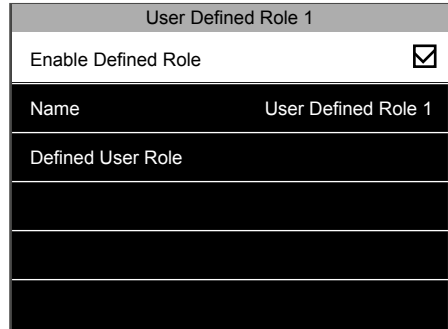 User Defined Role 1
Enable Defined Role
Name User Defined Role 1
Defined User Role